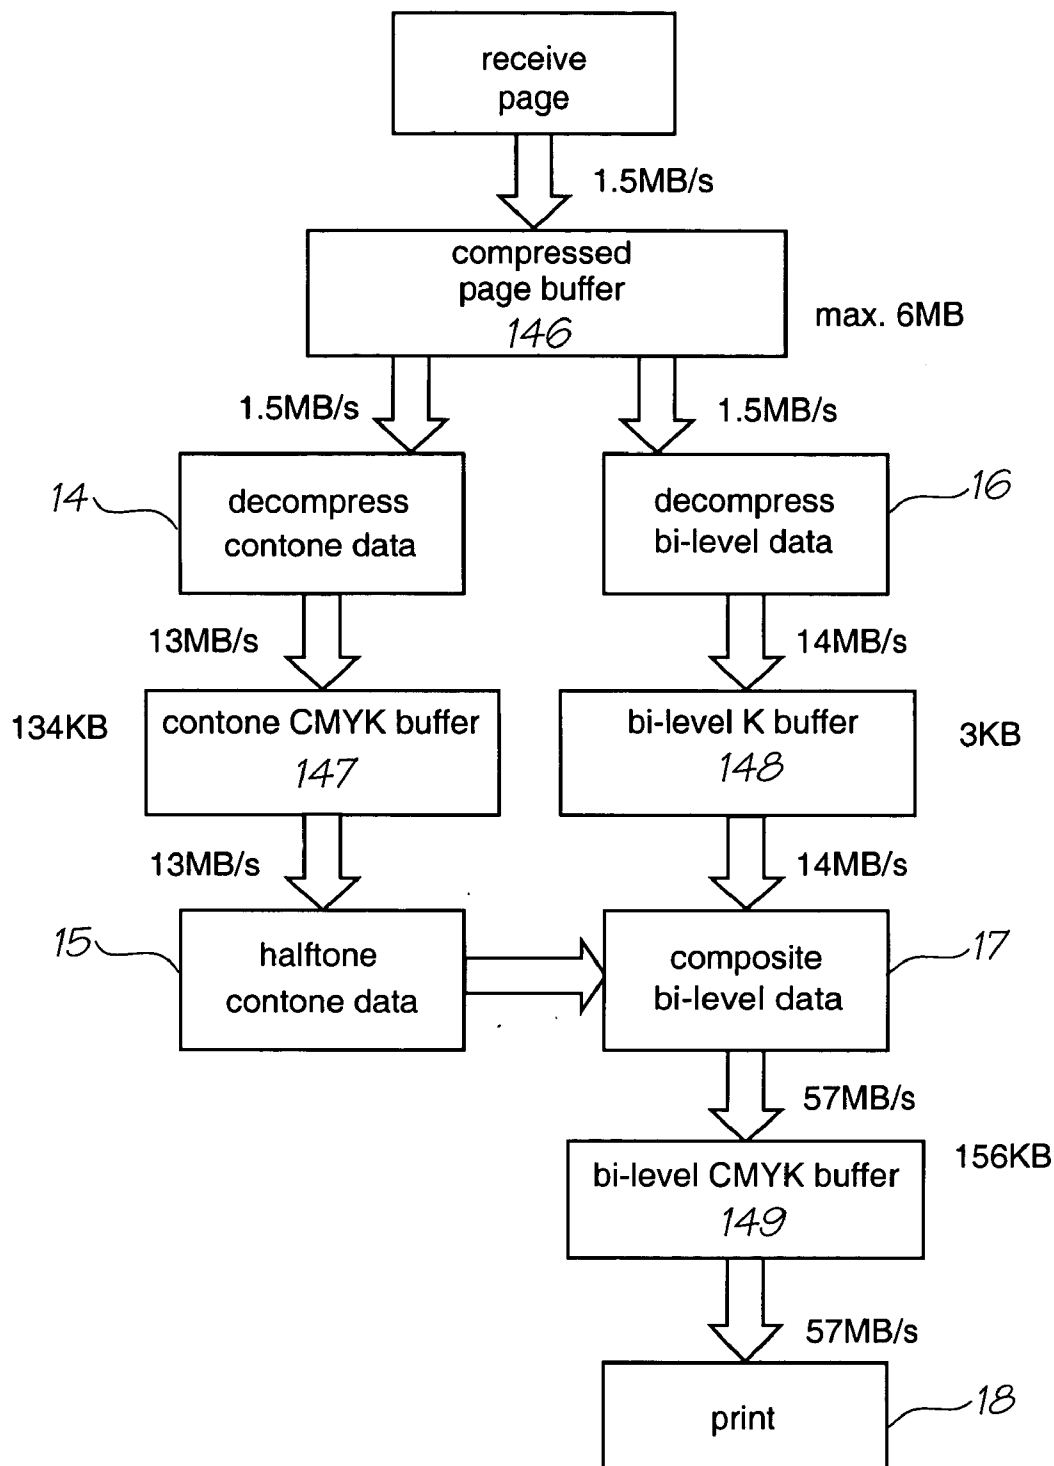 receive
page
1.5MB/s
compressed
page buffer
146
max. 6MB
1.5MB/s
1.5MB/s
14
decompress
contone data
decompress
bi-level data
16
13MB/s
14MB/s
134KB
contone CMYK buffer
147
bi-level K buffer
148
3KB
13MB/s
14MB/s
15
halftone
contone data
composite
bi-level data
17
57MB/s
bi-level CMYK buffer
149
156KB
57MB/s
print
18